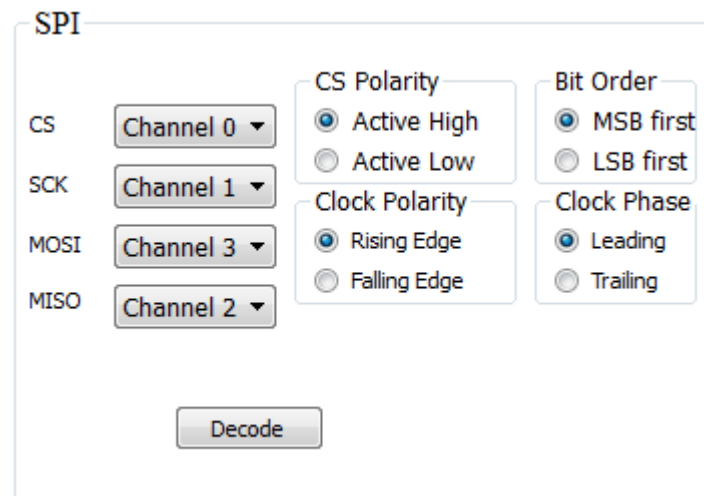 SPI
CS Channel 0
SCK Channel 1
MOSI Channel 3
MISO Channel 2
CS Polarity
Active High
Active Low
Bit Order
MSB first
LSB first
Clock Polarity
Rising Edge
Falling Edge
Clock Phase
Leading
Trailing
Decode